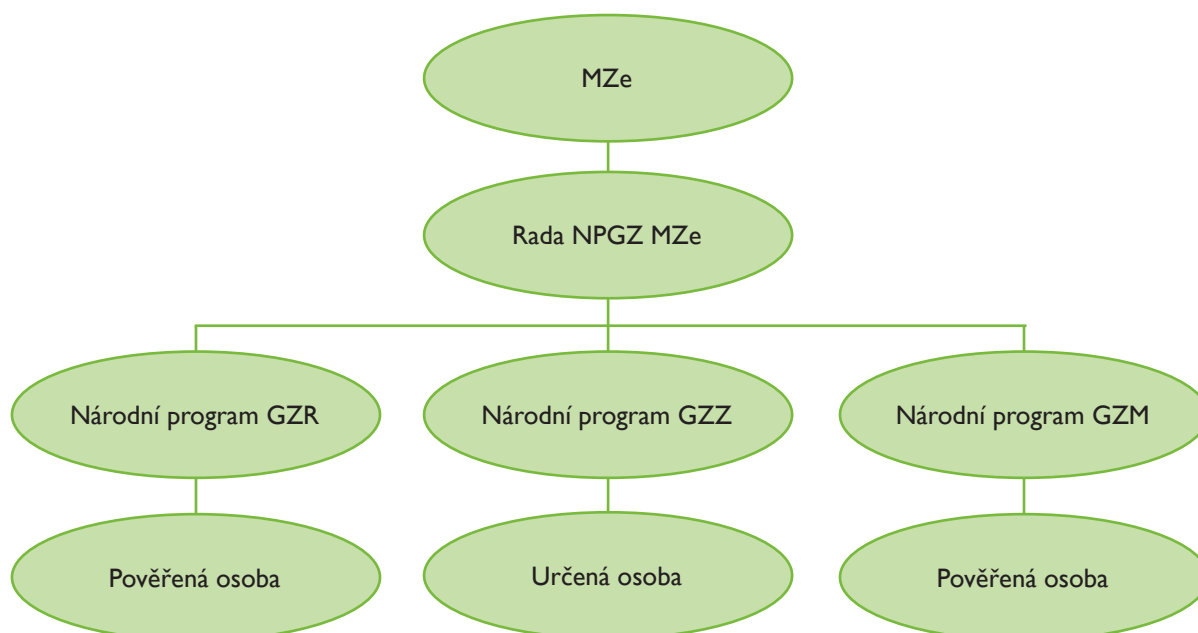 MZe
Rada NPGZ MZe
Národní program GZR
Národní program GZZ
Národní program GZM
Pověřená osoba
Určená osoba
Pověřená osoba